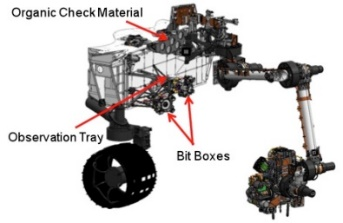 Organic Check Material
Observation Tray
Bit Boxes